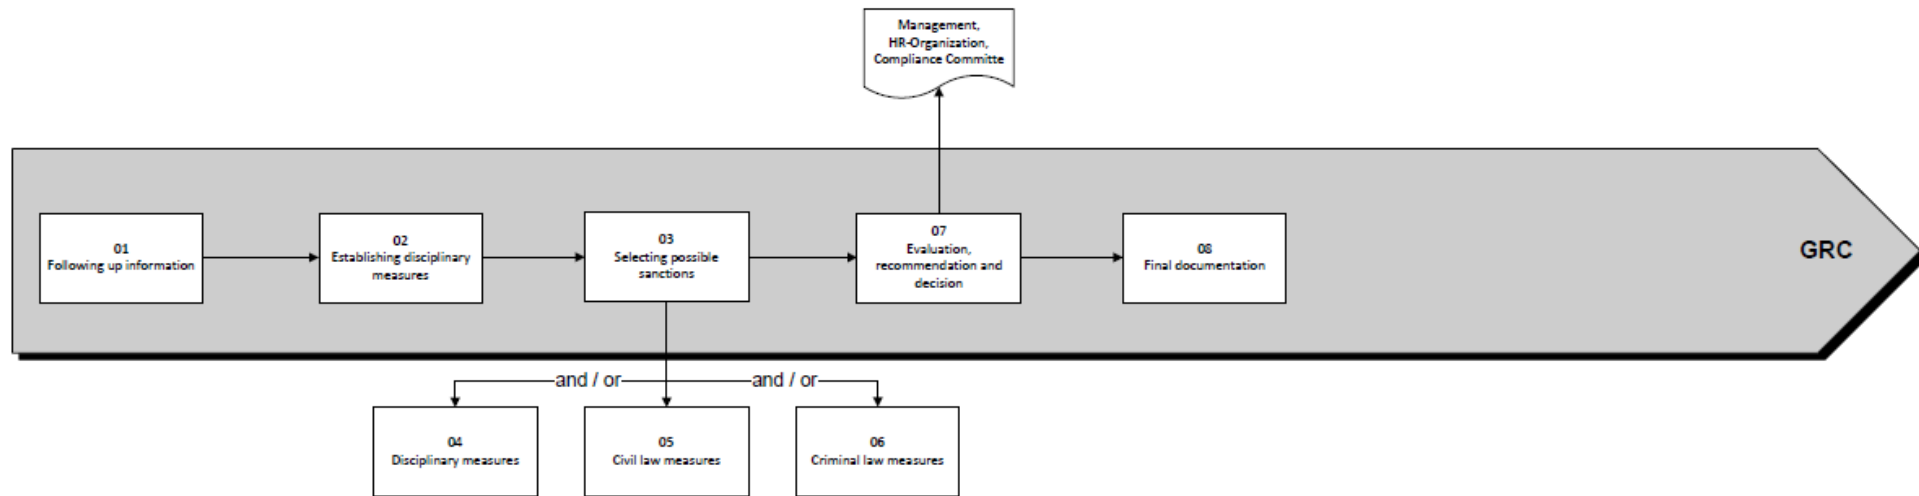 Management,
HR-Organization,
Compliance Committe
01
Following up information
02
Establishing disciplinary
measures
03
Selecting possible
sanctions
07
Evaluation,
recommendation and
decision
08
Final documentation
GRC
and / or
and / or
04
Disciplinary measures
05
Civil law measures
06
Criminal law measures